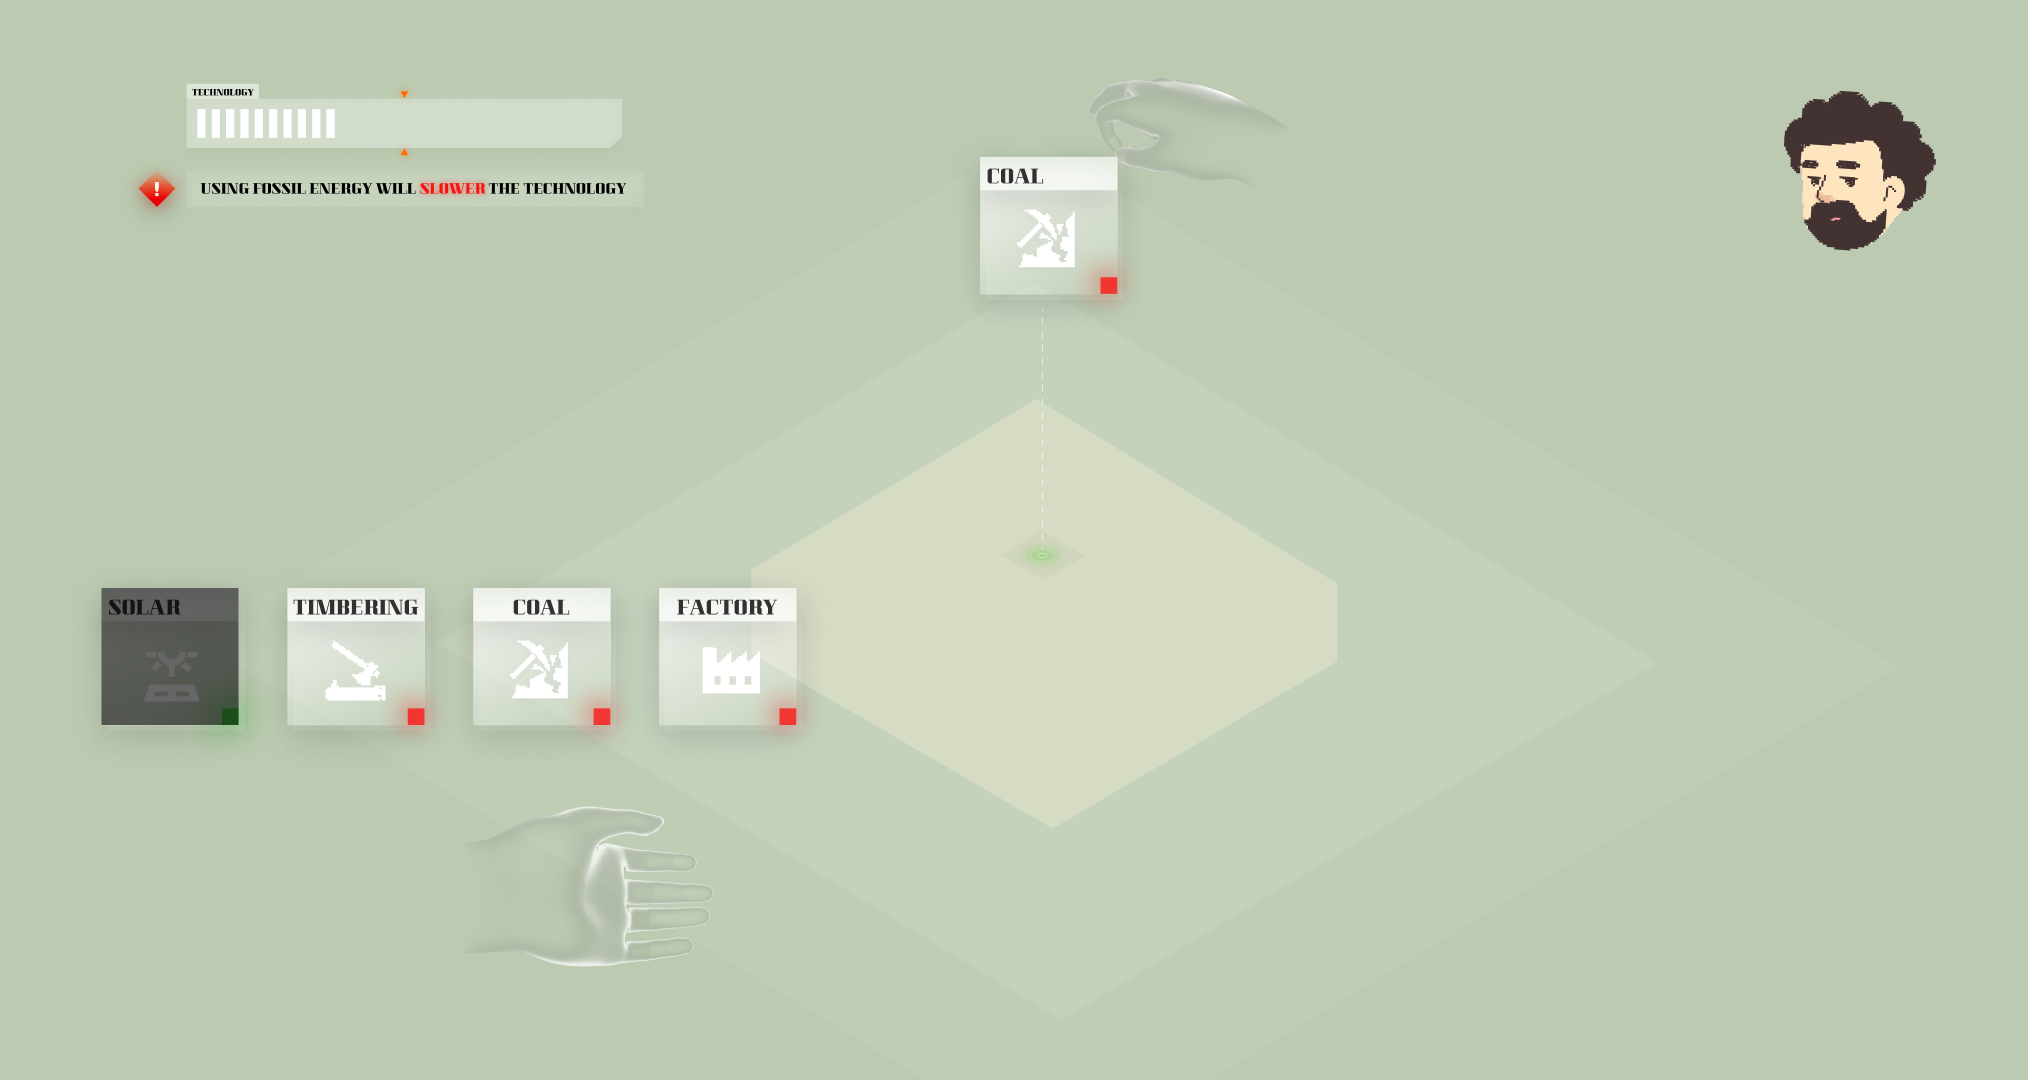 TECHNOLOGY
!
USING FOSSIL ENERGY WILL SLOWER THE TECHNOLOGY
COAL
SOLAR
TIMBERING
COAL
FACTORY